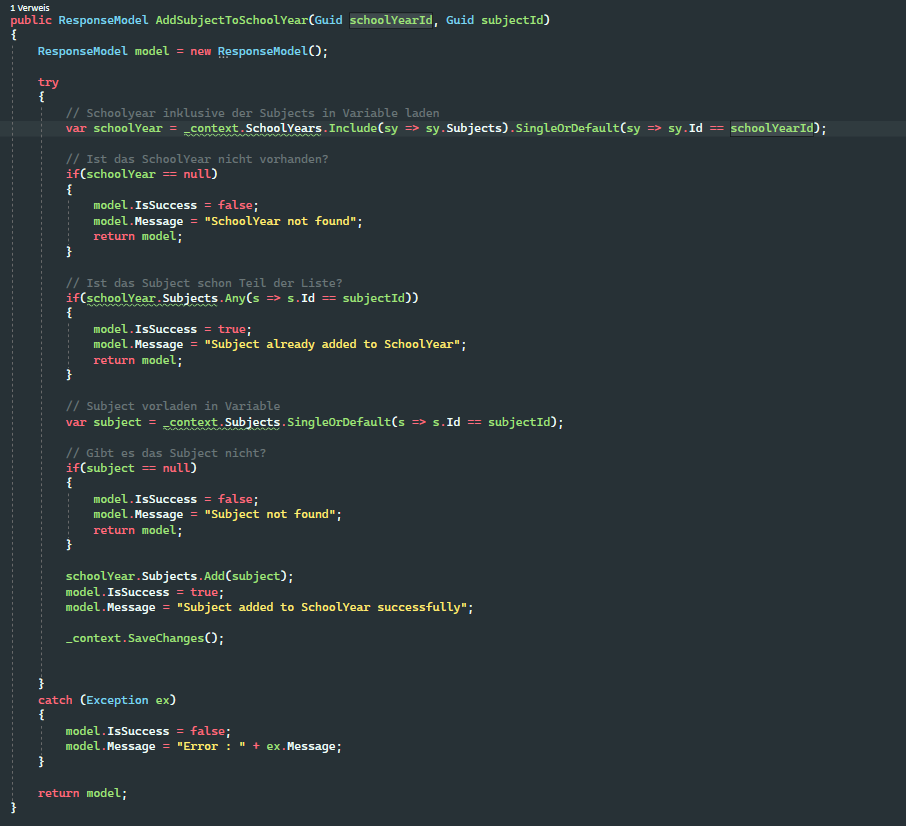 1 Verweis
public ResponseModel AddSubjectToSchoolYear(Guid schoolYearId, Guid subjectId)
{
ResponseModel model = new ResponseModel();
try
{
// Schoolyear inklusive der Subjects in Variable laden
var schoolYear = _context.SchoolYears.Include(sy => sy.Subjects).SingleOrDefault(sy => sy.Id == schoolYearId);
// Ist das SchoolYear nicht vorhanden?
if(schoolYear == null)
{
model.IsSuccess = false;
model.Message = "SchoolYear not found";
return model;
}
// Ist das Subject schon Teil der Liste?
if(schoolYear.Subjects.Any(s => s.Id == subjectId))
{
model.IsSuccess = true;
model.Message = "Subject already added to SchoolYear";
return model;
}
// Subject vorladen in Variable
var subject = _context.Subjects.SingleOrDefault(s => s.Id == subjectId);
// Gibt es das Subject nicht?
if(subject == null)
{
model.IsSuccess = false;
model.Message = "Subject not found";
return model;
}
schoolYear.Subjects.Add(subject);
model.IsSuccess = true;
model.Message = "Subject added to SchoolYear successfully";
_context.SaveChanges();
}
catch (Exception ex)
{
model.IsSuccess = false;
model.Message = "Error : " + ex.Message;
}
return model;
}